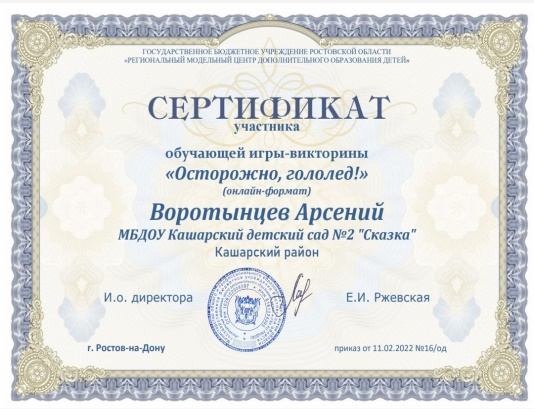 ГОСУДАРСТВЕННОЕ БЮДЖЕТНОЕ УЧРЕЖДЕНИЕ РОСТОВСКОЙ ОБЛАСТИ
«РЕГИОНАЛЬНЫЙ МОДЕЛЬНЫЙ ЦЕНТР ДОПОЛНИТЕЛЬНОГО ОБРАЗОВАНИЯ ДЕТЕЙ»
СЕРТИФИКАТ
участника
обучающей игры-викторины
«Осторожно, гололед!»
(онлайн-формат)
Воротынцев Арсений
МБДОУ Кашарский детский сад №2 "Сказка"
Кашарский район
И.о. директора Е.И. Ржевская
г. Ростов-на-Дону приказ от 11.02.2022 №16/од